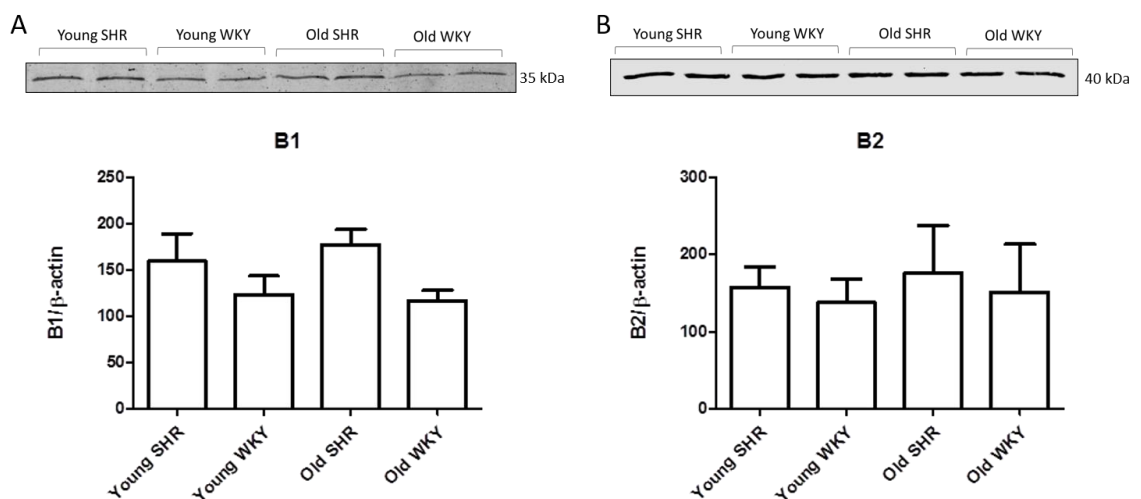 A
Young SHR Young WKY Old SHR Old WKY
35 kDa
B1
B1/β-actin
250
200
150
100
50
0
Young SHR Young WKY Old SHR Old WKY
B
Young SHR Young WKY Old SHR Old WKY
40 kDa
B2
B2/β-actin
300
200
100
0
Young SHR Young WKY Old SHR Old WKY